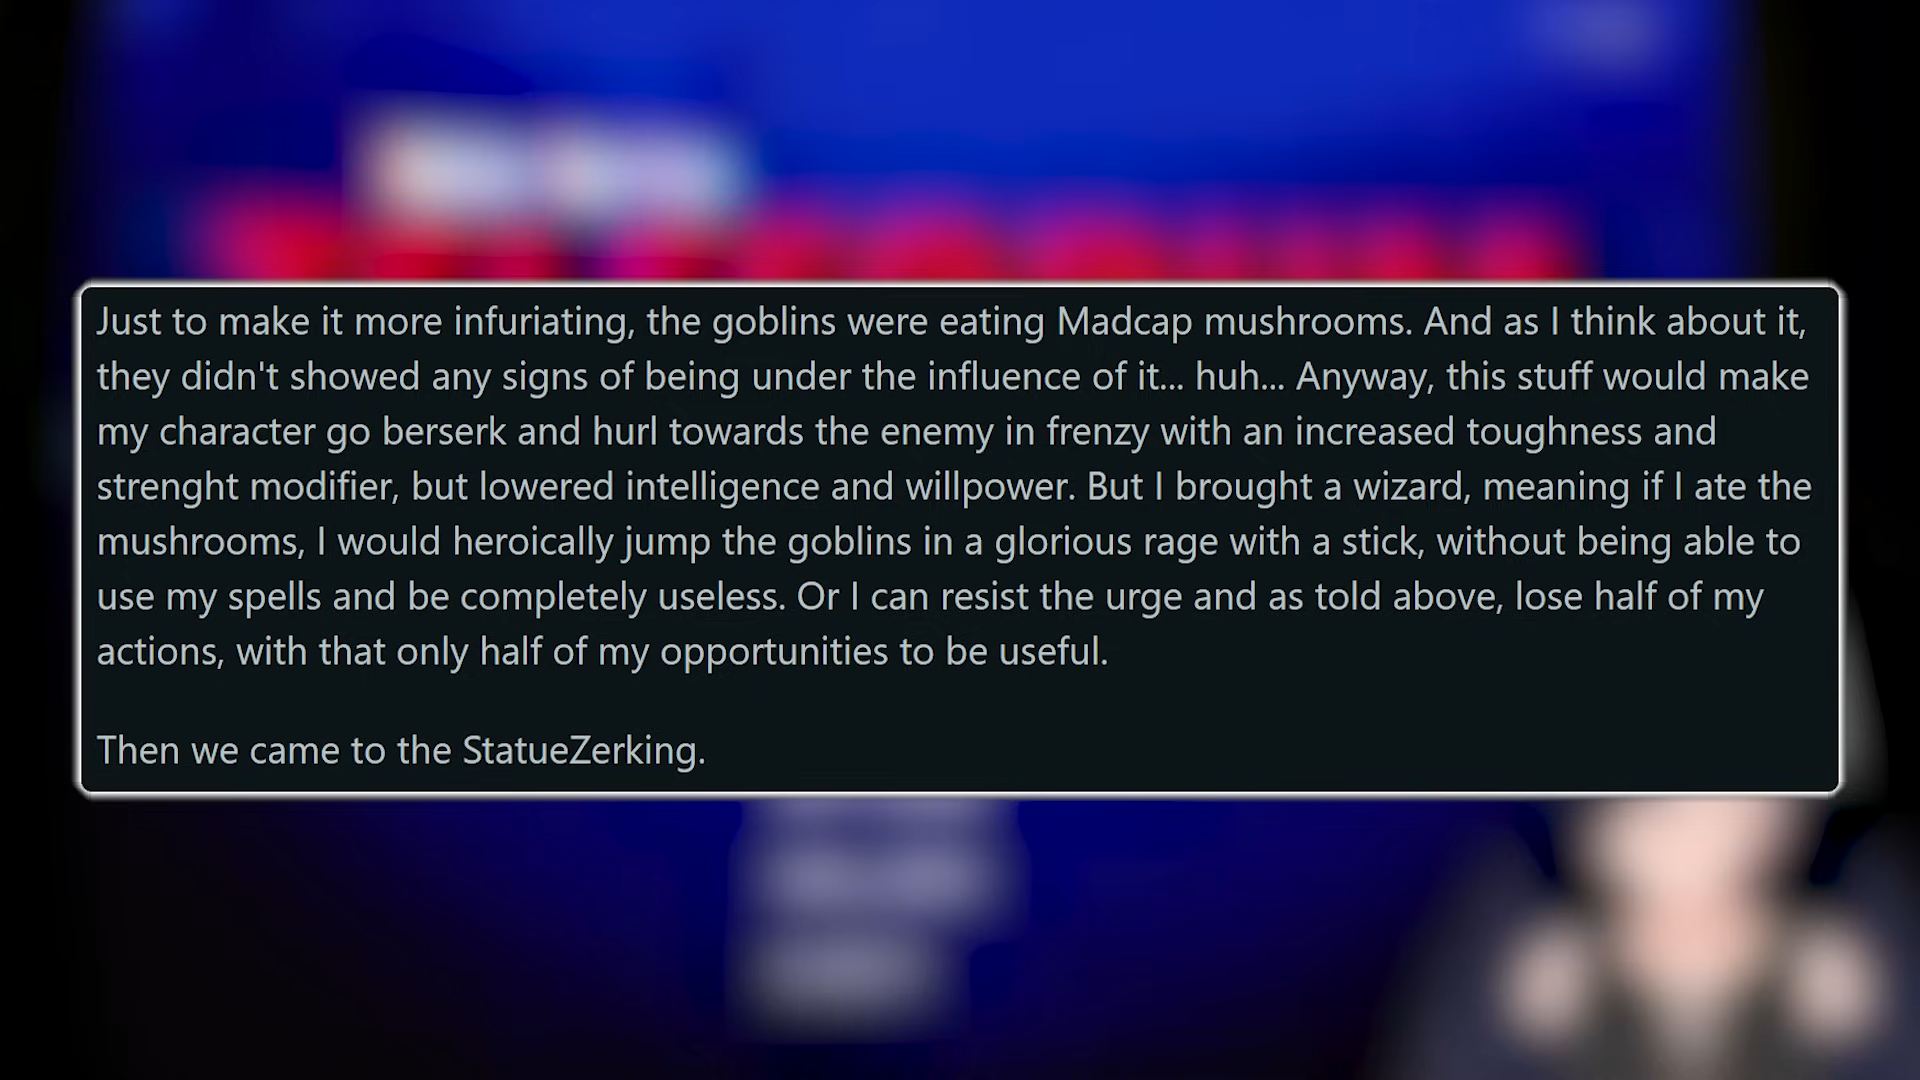 Just to make it more infuriating, the goblins were eating Madcap mushrooms. And as I think about it,
they didn't showed any signs of being under the influence of it... huh... Anyway, this stuff would make
my character go berserk and hurl towards the enemy in frenzy with an increased toughness and
strenght modifier, but lowered intelligence and willpower. But I brought a wizard, meaning if I ate the
mushrooms, I would heroically jump the goblins in a glorious rage with a stick, without being able to
use my spells and be completely useless. Or I can resist the urge and as told above, lose half of my
actions, with that only half of my opportunities to be useful.
Then we came to the StatueZerking.